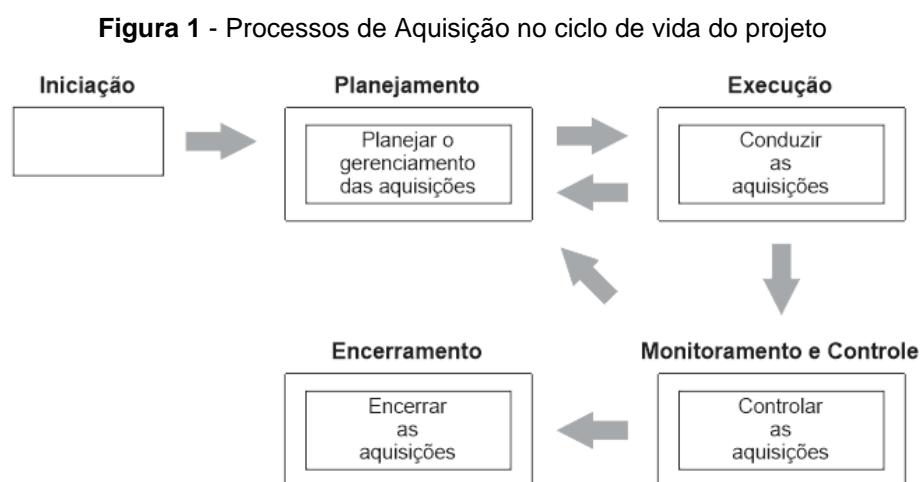 Figura 1 - Processos de Aquisição no ciclo de vida do projeto
Iniciação
Planejamento
Planejar o
gerenciamento
das aquisições
Execução
Conduzir
as
aquisições
Encerramento
Encerrar
as
aquisições
Monitoramento e Controle
Controlar
as
aquisições